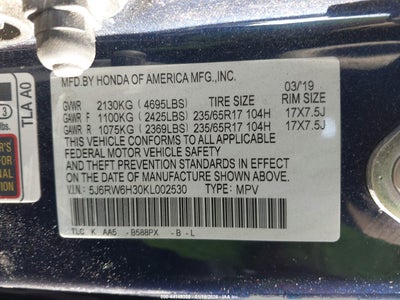 MFD.BY HONDA OF AMERICA MFG.,INC.
03/19
GVWR 2130KG (4695LBS) TIRE SIZE RIM SIZE
GAWR F 1100KG (2425LBS) 235/65R17 104H 17X7.5J
GAWR R 1075KG (2369LBS) 235/65R17 104H 17X7.5J
THIS VEHICLE CONFORMS TO ALL APPLICABLE
FEDERAL MOTOR VEHICLE SAFETY, BUMPER,
AND THEFT PREVENTION STANDARDS IN EFFECT
ON THE DATE OF MANUFACTURE SHOWN ABOVE.
V.I.N.: 5J6RW6H30KL002530 TYPE: MPV
TLC K AA5 - B588PX - B - L
TLA A0
3
lbs.